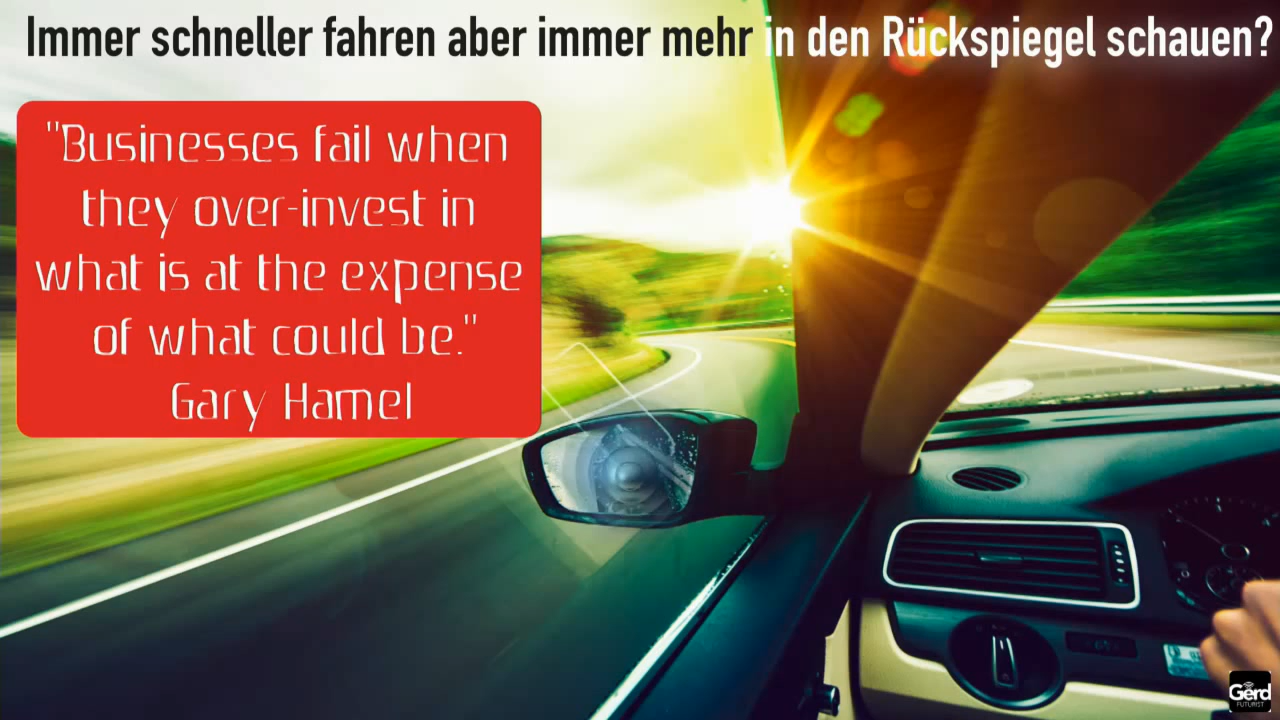 Immer schneller fahren aber immer mehr in den Rückspiegel schauen?
"Businesses fail when
they over-invest in
what is at the expense
of what could be."
Gary Hamel
Gerd
FUTURIST